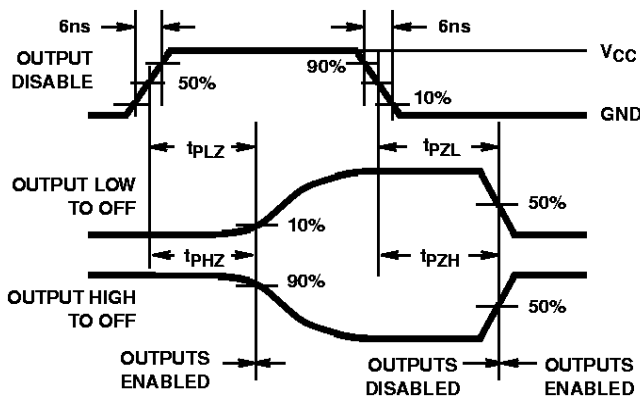 6ns
6ns
OUTPUT
DISABLE
50%
90%
10%
VCC
GND
tPLZ
tPZL
OUTPUT LOW
TO OFF
10%
50%
tPHZ
tPZH
90%
OUTPUT HIGH
TO OFF
50%
OUTPUTS
ENABLED
OUTPUTS
DISABLED
OUTPUTS
ENABLED